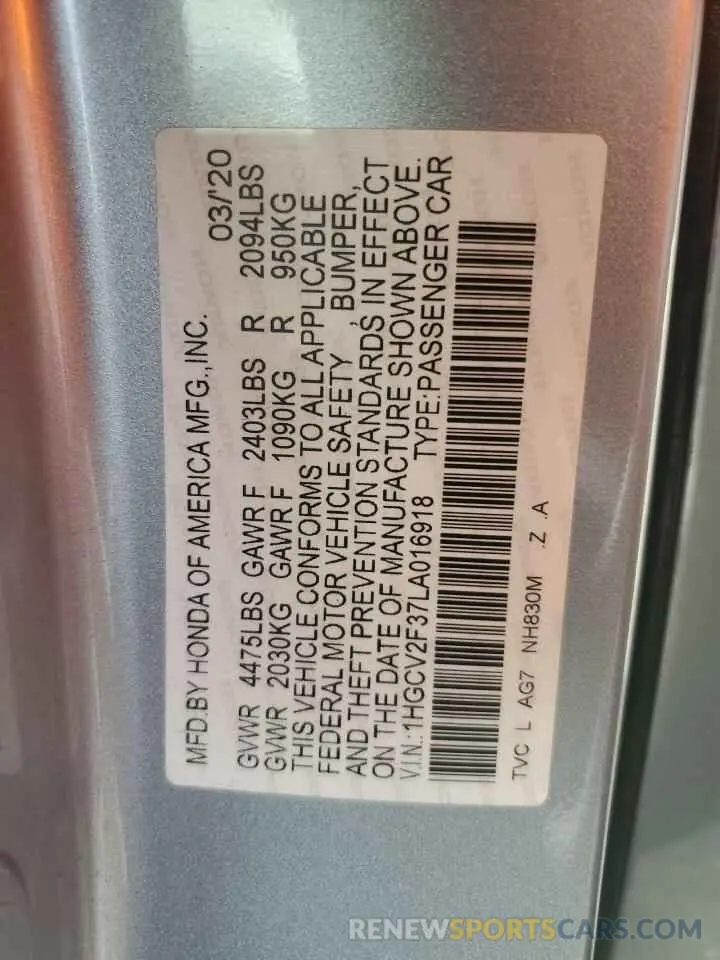 MFD.BY HONDA OF AMERICA MFG.,INC. 03/'20
GVWR 4475LBS GAWR F 2403LBS R 2094LBS
GVWR 2030KG GAWR F 1090KG R 950KG
THIS VEHICLE CONFORMS TO ALL APPLICABLE
FEDERAL MOTOR VEHICLE SAFETY , BUMPER,
AND THEFT PREVENTION STANDARDS, IN EFFECT
ON THE DATE OF MANUFACTURE SHOWN ABOVE.
V.I.N.:1HGCV2F37LA016918 TYPE:PASSENGER CAR
TVC L AG7 NH830M .Z .A
RENEWSPORTSCARS.COM